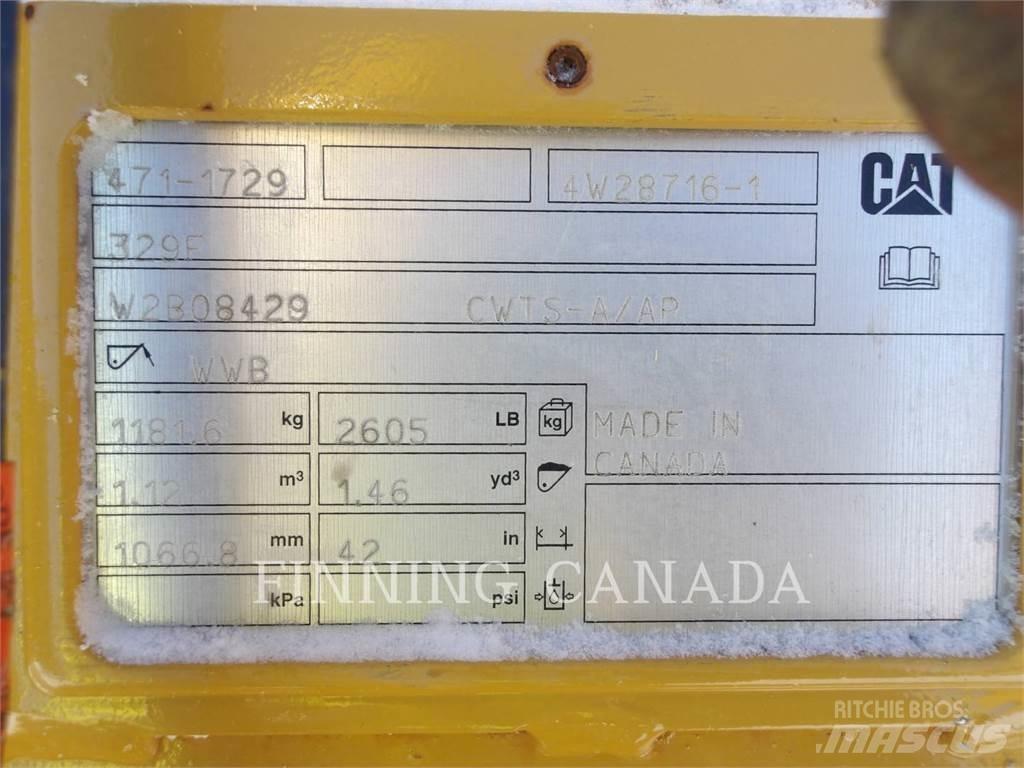 471-1729 4W28716-1 CAT
329F
W2B08429 CWTS-A/AP
WWB
1181.6 kg 2605 LB kg MADE IN
CANADA
1.12 m³ 1.46 yd³
1066.8 mm 42 in
kPa psi
FINNING CANADA
RITCHIE BROS
MASCUS